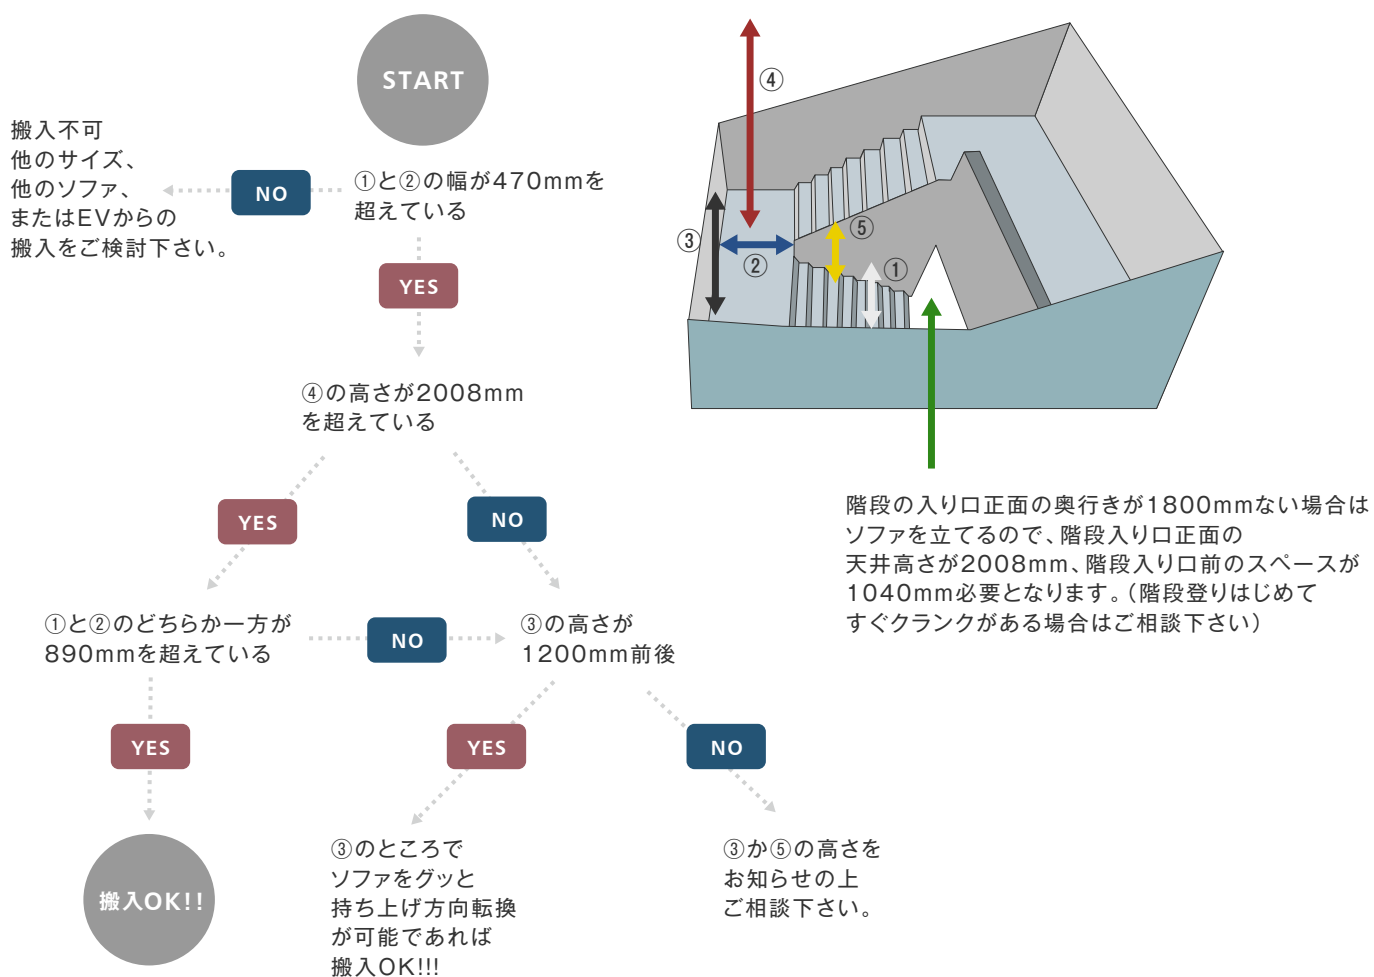 START
搬入不可
他のサイズ、
他のソファ、
またはEVからの
搬入をご検討下さい。
NO
①と②の幅が470mmを
超えている
YES
④の高さが2008mm
を超えている
YES
NO
①と②のどちらか一方が
890mmを超えている
NO
③の高さが
1200mm前後
YES
YES
NO
搬入OK!!
③のところで
ソファをグッと
持ち上げ方向転換
が可能であれば
搬入OK!!!
③か⑤の高さを
お知らせの上
ご相談下さい。
④
③
②
⑤
①
階段の入り口正面の奥行きが1800mmない場合は
ソファを立てるので、階段入り口正面の
天井高さが2008mm、階段入り口前のスペースが
1040mm必要となります。（階段登りはじめて
すぐクランクがある場合はご相談下さい）